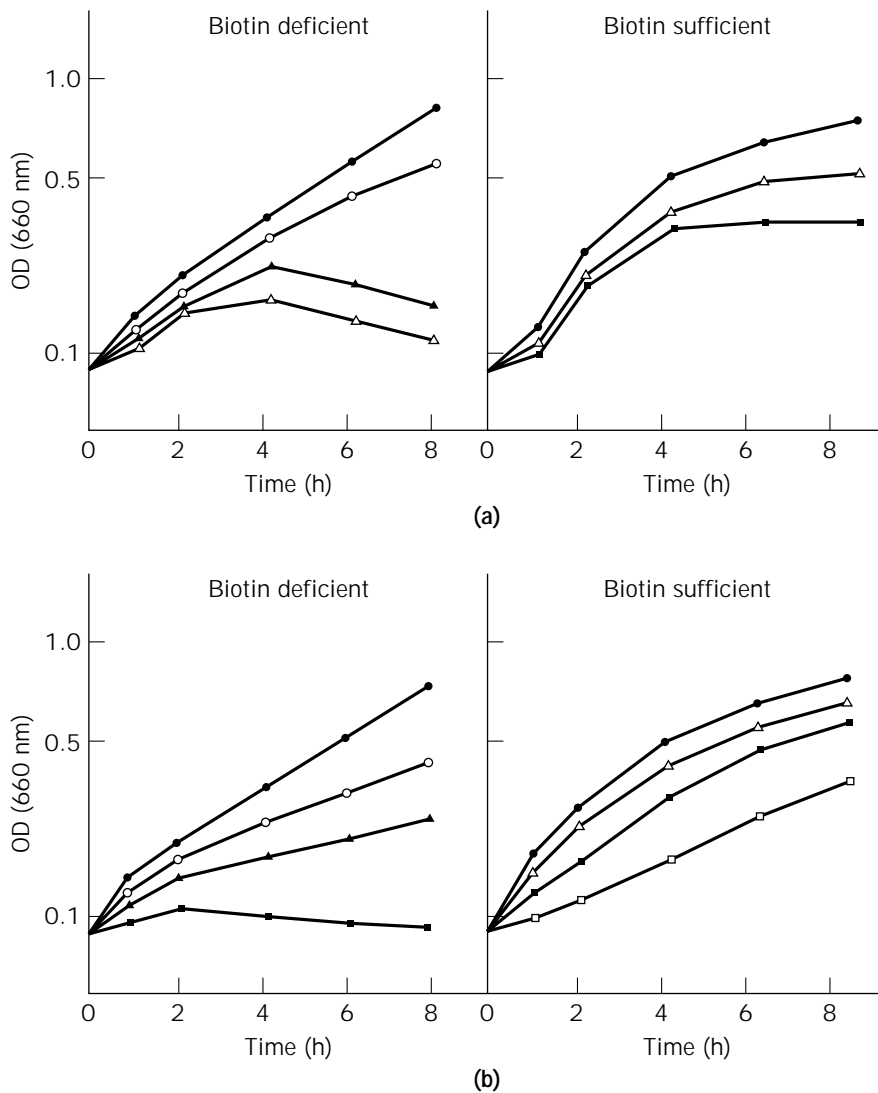 Biotin deficient
Biotin sufficient
1.0
0.5
0.1
OD (660 nm)
0 2 4 6 8
0 2 4 6 8
Time (h)
Time (h)
(a)
Biotin deficient
Biotin sufficient
1.0
0.5
0.1
OD (660 nm)
0 2 4 6 8
0 2 4 6 8
Time (h)
Time (h)
(b)